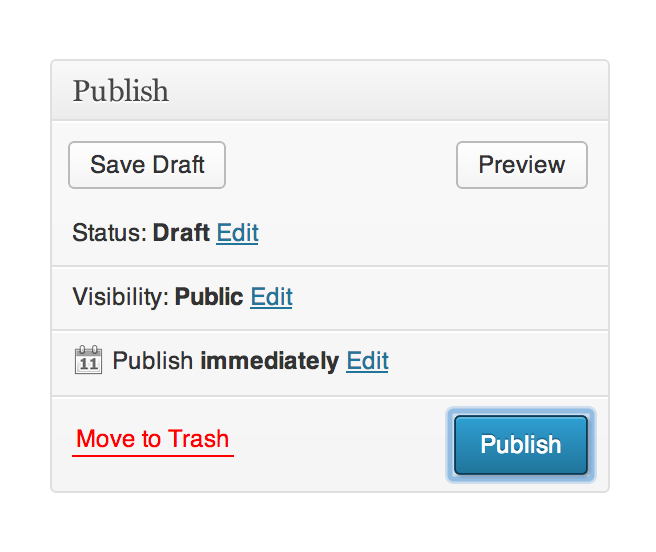 Publish
Save Draft
Preview
Status: Draft Edit
Visibility: Public Edit
11 Publish immediately Edit
Move to Trash
Publish